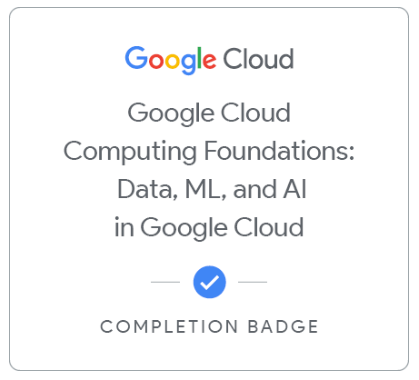 Google Cloud
Google Cloud
Computing Foundations:
Data, ML, and AI
in Google Cloud
COMPLETION BADGE